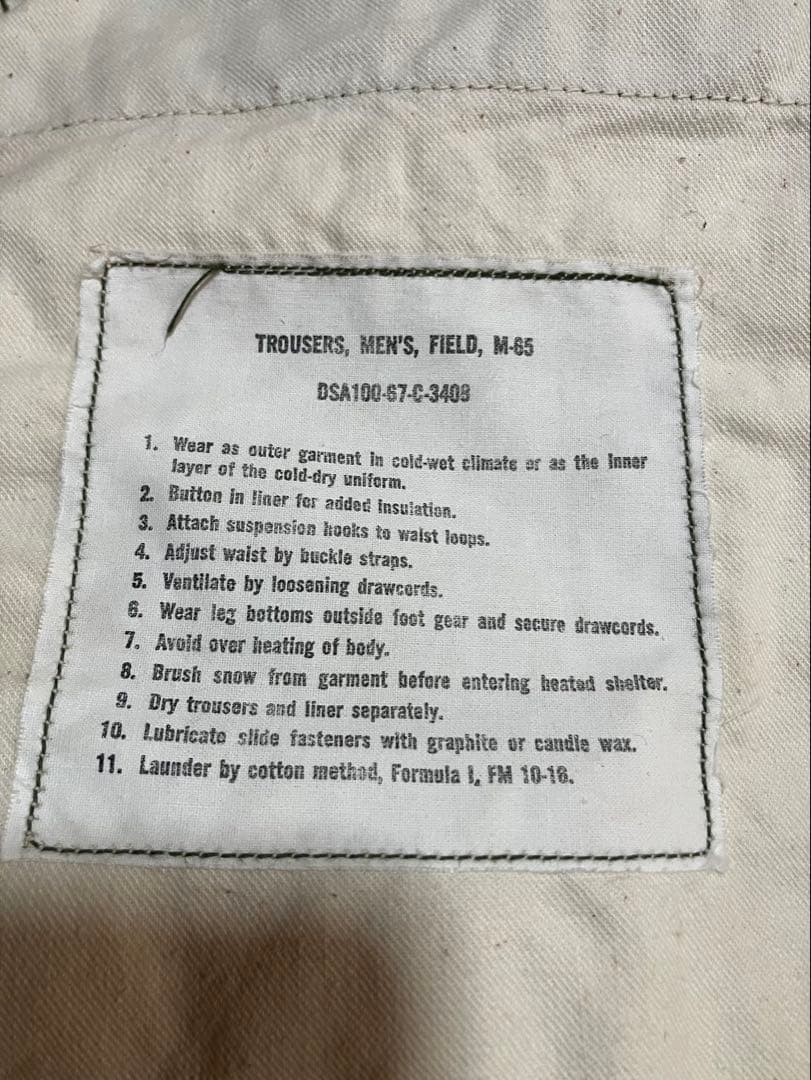 TROUSERS, MEN'S, FIELD, M-65
DSA100-67-C-3408
1. Wear as outer garment in cold-wet climate or as the inner
layer of the cold-dry uniform.
2. Button in liner for added insulation.
3. Attach suspension hooks to waist loops.
4. Adjust waist by buckle straps.
5. Ventilate by loosening drawcords.
6. Wear leg bottoms outside foot gear and secure drawcords.
7. Avoid over heating of body.
8. Brush snow from garment before entering heated shelter.
9. Dry trousers and liner separately.
10. Lubricate slide fasteners with graphite or candle wax.
11. Launder by cotton method, Formula I, FM 10-16.